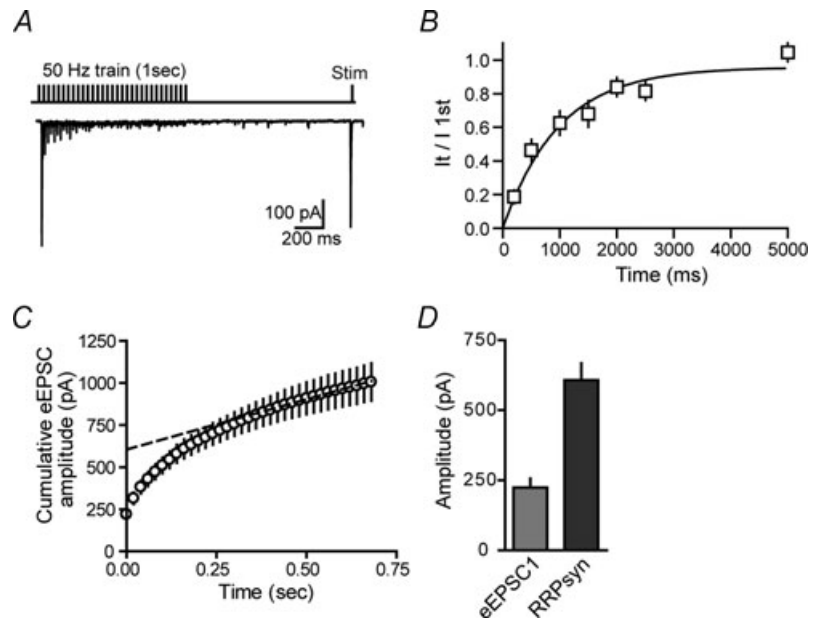 A
50 Hz train (1sec)
Stim
100 pA
200 ms
B
It / I 1st
1.0
0.8
0.6
0.4
0.2
0.0
0 1000 2000 3000 4000 5000
Time (ms)
C
Cumulative eEPSC
amplitude (pA)
1250
1000
750
500
250
0
0.00 0.25 0.50 0.75
Time (sec)
D
Amplitude (pA)
750
500
250
0
eEPSC1
RRPsyn